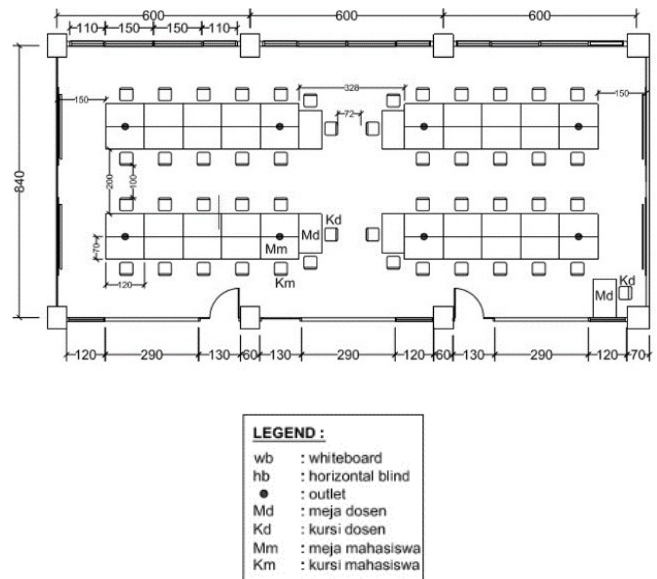 600 600 600
110 150 150 110
150 328 150
72
840
200 100
Kd
Md
70 Mm
Km
120
Kd
Md
120 290 130 60 130 290 120 60 130 290 120 70
LEGEND :
wb : whiteboard
hb : horizontal blind
● : outlet
Md : meja dosen
Kd : kursi dosen
Mm : meja mahasiswa
Km : kursi mahasiswa